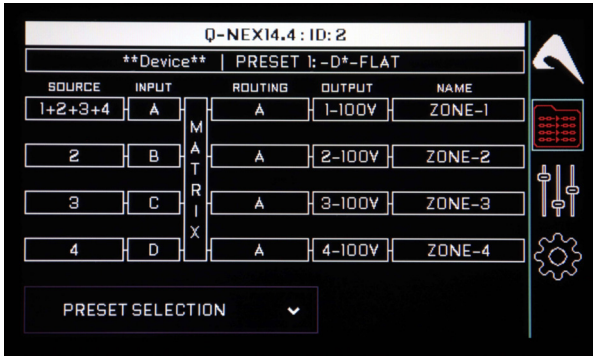 Q-NEX14.4 : ID: 2
**Device** | PRESET 1: -D*-FLAT
SOURCE INPUT ROUTING OUTPUT NAME
1+2+3+4 A A 1-100V ZONE-1
MATRIX
2 B A 2-100V ZONE-2
3 C A 3-100V ZONE-3
4 D A 4-100V ZONE-4
PRESET SELECTION